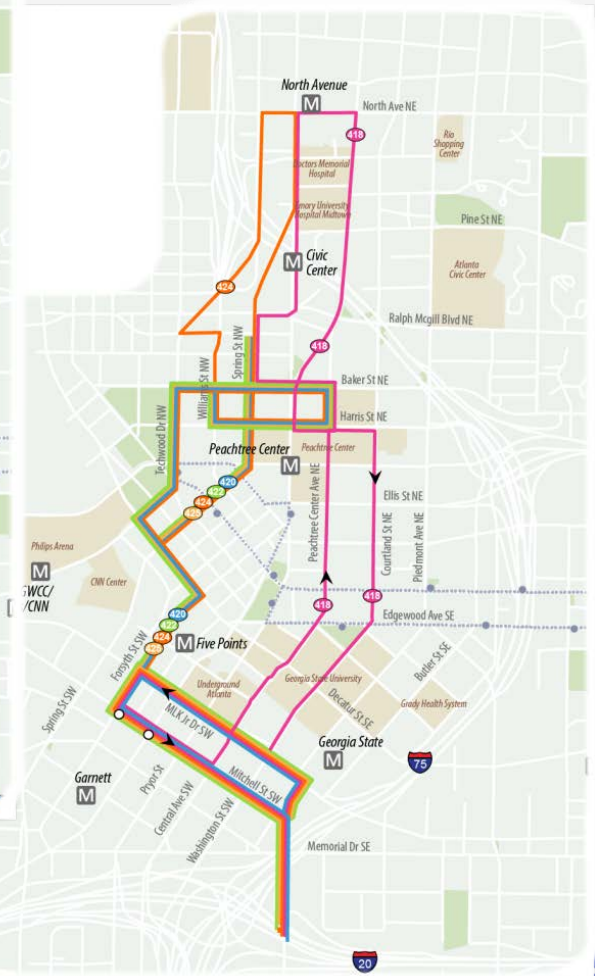 North Avenue
M
North Ave NE
418
Rio
Shopping
Center
Doctors Memorial
Hospital
Emory University
Hospital Midtown
Pine St NE
M
Civic
Center
Atlanta
Civic Center
424
Ralph Mcgill Blvd NE
418
Spring St NW
Williams St NW
Baker St NE
Harris St NE
Techwood Dr NW
Peachtree Center
M
Peachtree Center
420
422
424
425
Peachtree Center Ave NE
Ellis St NE
Courtland St NE
Piedmont Ave NE
Philips Arena
M
GWCC/
/CNN
CNN Center
418
418
Edgewood Ave SE
420
422
424
425
M
Five Points
Forsyth St SW
Butler St SE
Underground
Atlanta
Georgia State University
Decatur St SE
Grady Health System
Spring St SW
MLK Jr Dr SW
Georgia State
M
75
Garnett
M
Pryor St
Central Ave SW
Mitchell St SW
Washington St SW
Memorial Dr SE
20